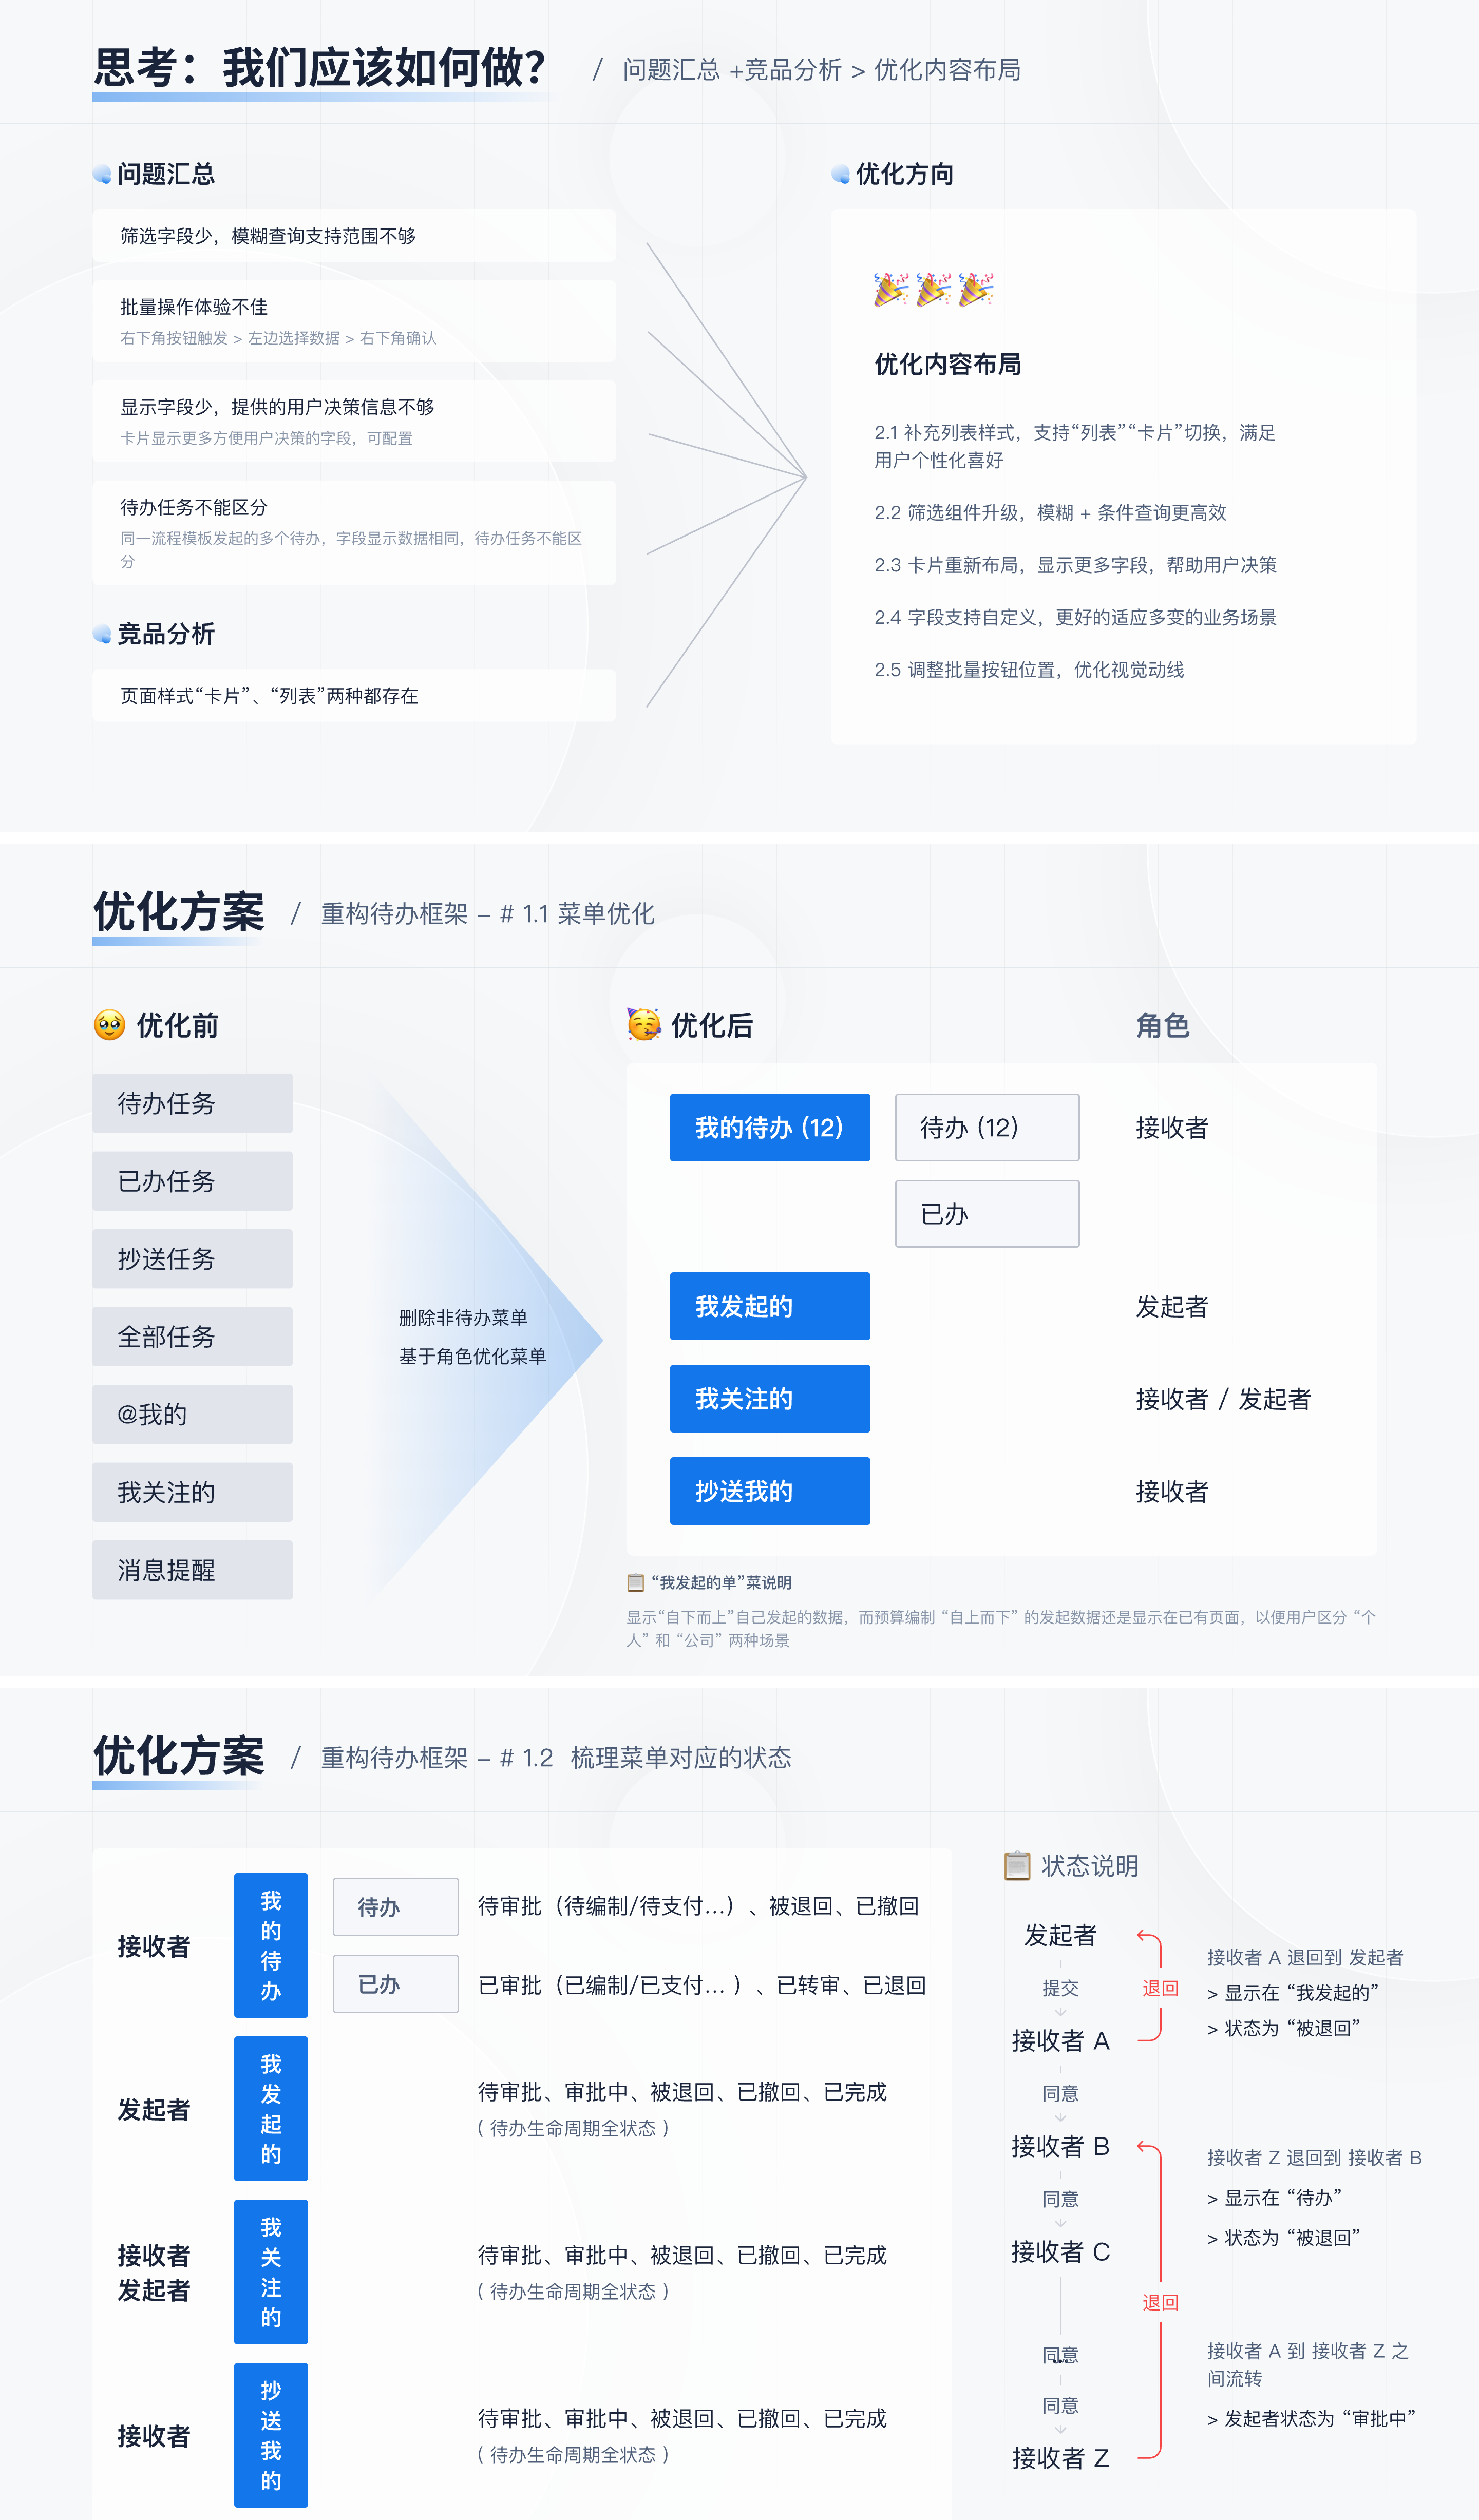 思考：我们应该如何做？ / 问题汇总 +竞品分析 > 优化内容布局
问题汇总
筛选字段少，模糊查询支持范围不够
批量操作体验不佳
右下角按钮触发 > 左边选择数据 > 右下角确认
显示字段少，提供的用户决策信息不够
卡片显示更多方便用户决策的字段，可配置
待办任务不能区分
同一流程模板发起的多个待办，字段显示数据相同，待办任务不能区
分
竞品分析
页面样式“卡片”、“列表”两种都存在
优化方向
🎉🎉🎉
优化内容布局
2.1 补充列表样式，支持“列表”“卡片”切换，满足
用户个性化喜好
2.2 筛选组件升级，模糊 + 条件查询更高效
2.3 卡片重新布局，显示更多字段，帮助用户决策
2.4 字段支持自定义，更好的适应多变的业务场景
2.5 调整批量按钮位置，优化视觉动线
优化方案 / 重构待办框架 – # 1.1 菜单优化
优化前
待办任务
已办任务
抄送任务
全部任务
@我的
我关注的
消息提醒
删除非待办菜单
基于角色优化菜单
优化后 角色
我的待办 (12) 待办 (12) 接收者
已办
我发起的 发起者
我关注的 接收者 / 发起者
抄送我的 接收者
“我发起的单”菜说明
显示“自下而上”自己发起的数据，而预算编制 “自上而下” 的发起数据还是显示在已有页面，以便用户区分 “个
人” 和 “公司” 两种场景
优化方案 / 重构待办框架 – # 1.2 梳理菜单对应的状态
接收者
我
的
待
办
待办 待审批（待编制/待支付...）、被退回、已撤回
已办 已审批（已编制/已支付... ）、已转审、已退回
发起者
我
发
起
的
待审批、审批中、被退回、已撤回、已完成
( 待办生命周期全状态 )
接收者
发起者
我
关
注
的
待审批、审批中、被退回、已撤回、已完成
( 待办生命周期全状态 )
接收者
抄
送
我
的
待审批、审批中、被退回、已撤回、已完成
( 待办生命周期全状态 )
状态说明
发起者
提交
接收者 A
同意
接收者 B
同意
接收者 C
同意
...
同意
接收者 Z
退回
退回
接收者 A 退回到 发起者
> 显示在 “我发起的”
> 状态为 “被退回”
接收者 Z 退回到 接收者 B
> 显示在 “待办”
> 状态为 “被退回”
接收者 A 到 接收者 Z 之
间流转
> 发起者状态为 “审批中”